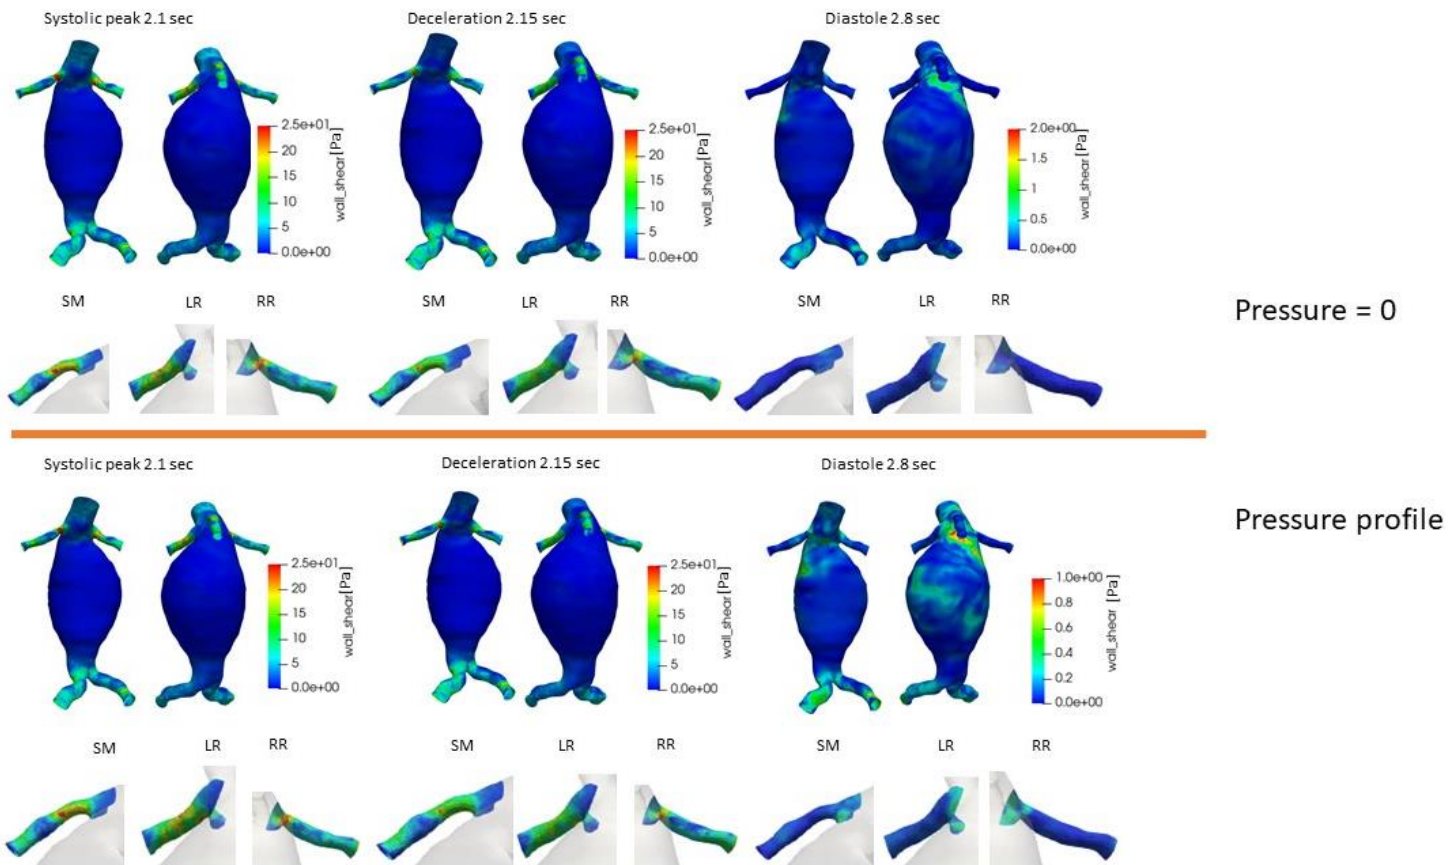 Systolic peak 2.1 sec
Deceleration 2.15 sec
Diastole 2.8 sec
2.5e+01
20
15
10
5
0.0e+00
wall_shear[Pa]
2.5e+01
20
15
10
5
0.0e+00
wall_shear[Pa]
2.0e+00
1.5
1
0.5
0.0e+00
wall_shear[Pa]
SM
LR
RR
SM
LR
RR
SM
LR
RR
Pressure = 0
Systolic peak 2.1 sec
Deceleration 2.15 sec
Diastole 2.8 sec
Pressure profile
2.5e+01
20
15
10
5
0.0e+00
wall_shear[Pa]
2.5e+01
20
15
10
5
0.0e+00
wall_shear[Pa]
1.0e+00
0.8
0.6
0.4
0.2
0.0e+00
wall_shear [Pa]
SM
LR
RR
SM
LR
RR
SM
LR
RR